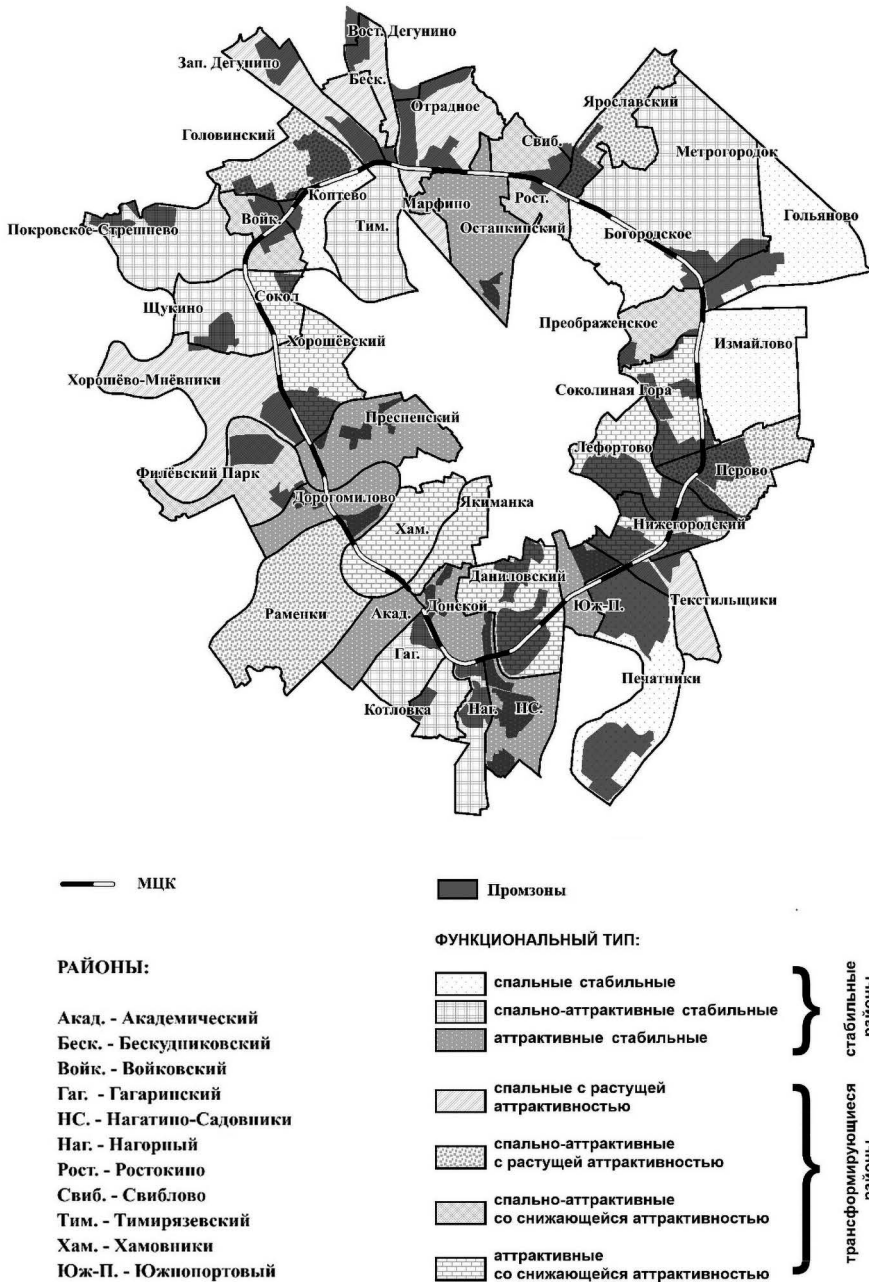 Вост. Дегунино
Зап. Дегунино
Беск.
Отрадное
Ярославский
Головинский
Свиб.
Метрогородок
Коптево
Марфино
Рост.
Войк.
Тим.
Останкинский
Богородское
Гольяново
Покровское-Стрешнево
Сокол
Щукино
Преображенское
Измайлово
Хорошёвский
Хорошёво-Мнёвники
Соколиная Гора
Пресненский
Лефортово
Перово
Филёвский Парк
Дорогомилово
Якиманка
Хам.
Нижегородский
Даниловский
Раменки
Акад.
Донской
Юж-П.
Текстильщики
Гаг.
Печатники
Котловка
Наг.
НС.
МЦК
Промзоны
РАЙОНЫ:
Акад. - Академический
Беск. - Бескудниковский
Войк. - Войковский
Гаг. - Гагаринский
НС. - Нагатино-Садовники
Наг. - Нагорный
Рост. - Ростокино
Свиб. - Свиблово
Тим. - Тимирязевский
Хам. - Хамовники
Юж-П. - Южнопортовый
ФУНКЦИОНАЛЬНЫЙ ТИП:
спальные стабильные
спально-аттрактивные стабильные
аттрактивные стабильные
стабильные
районы
спальные с растущей
аттрактивностью
спально-аттрактивные
с растущей аттрактивностью
спально-аттрактивные
со снижающейся аттрактивностью
аттрактивные
со снижающейся аттрактивностью
трансформирующиеся
районы